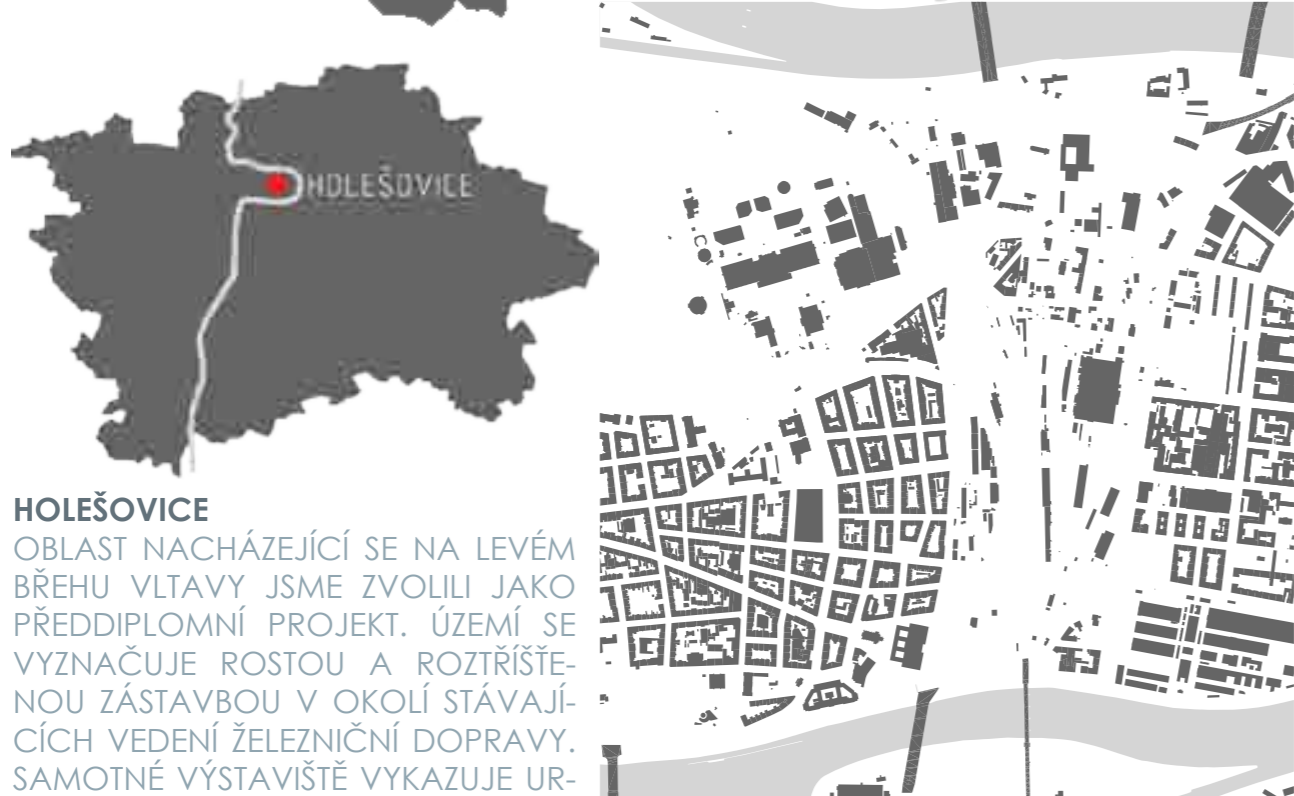 HOLEŠOVICE
HOLEŠOVICE
OBLAST NACHÁZEJÍCÍ SE NA LEVÉM
BŘEHU VLTAVY JSME ZVOLILI JAKO
PŘEDDIPLOMNÍ PROJEKT. ÚZEMÍ SE
VYZNAČUJE ROSTOU A ROZTŘÍŠTE-
NOU ZÁSTAVBOU V OKOLÍ STÁVAJÍ-
CÍCH VEDENÍ ŽELEZNIČNÍ DOPRAVY.
SAMOTNÉ VÝSTAVIŠTĚ VYKAZUJE UR-